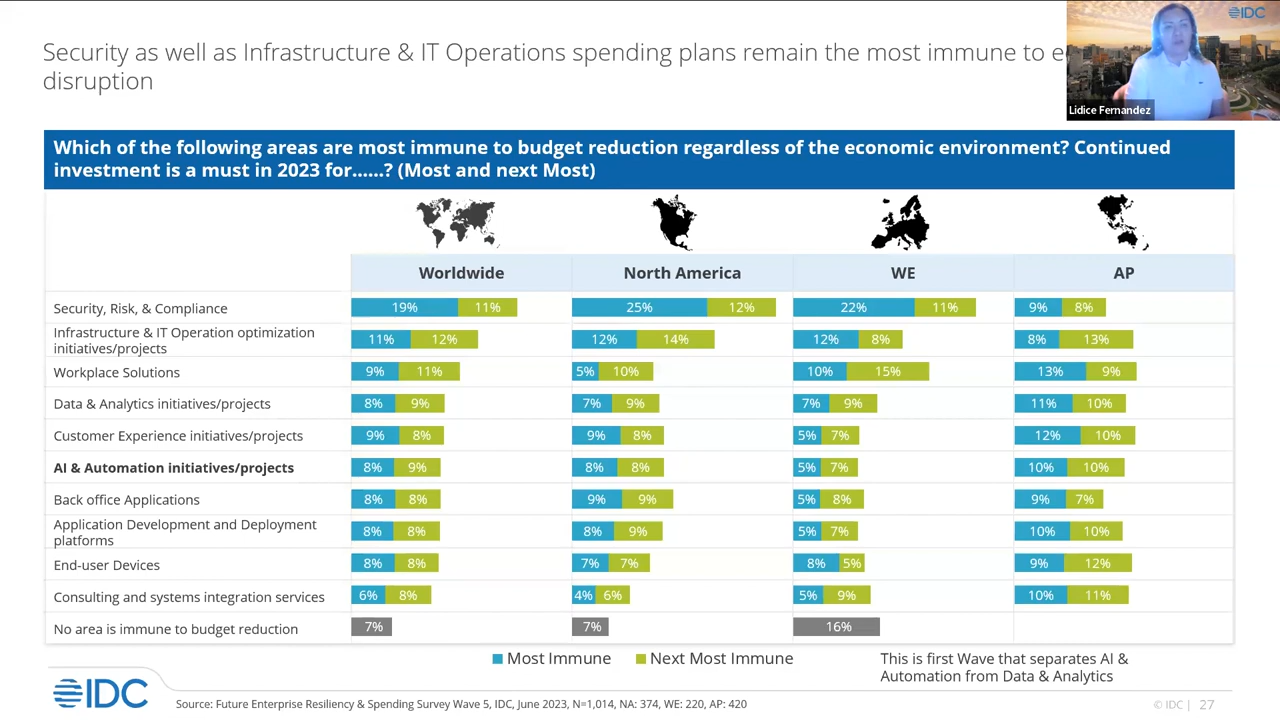 IDC
Security as well as Infrastructure & IT Operations spending plans remain the most immune to
disruption
Lidice Fernandez
Which of the following areas are most immune to budget reduction regardless of the economic environment? Continued
investment is a must in 2023 for......? (Most and next Most)
Worldwide North America WE AP
Security, Risk, & Compliance 19% 11% 25% 12% 22% 11% 9% 8%
Infrastructure & IT Operation optimization
initiatives/projects 11% 12% 12% 14% 12% 8% 8% 13%
Workplace Solutions 9% 11% 5% 10% 10% 15% 13% 9%
Data & Analytics initiatives/projects 8% 9% 7% 9% 7% 9% 11% 10%
Customer Experience initiatives/projects 9% 8% 9% 8% 5% 7% 12% 10%
AI & Automation initiatives/projects 8% 9% 8% 8% 5% 7% 10% 10%
Back office Applications 8% 8% 9% 9% 5% 8% 9% 7%
Application Development and Deployment
platforms 8% 8% 8% 9% 5% 7% 10% 10%
End-user Devices 8% 8% 7% 7% 8% 5% 9% 12%
Consulting and systems integration services 6% 8% 4% 6% 5% 9% 10% 11%
No area is immune to budget reduction 7% 7% 16%
Most Immune Next Most Immune
This is first Wave that separates AI &
Automation from Data & Analytics
IDC
Source: Future Enterprise Resiliency & Spending Survey Wave 5, IDC, June 2023, N=1,014, NA: 374, WE: 220, AP: 420
© IDC | 27